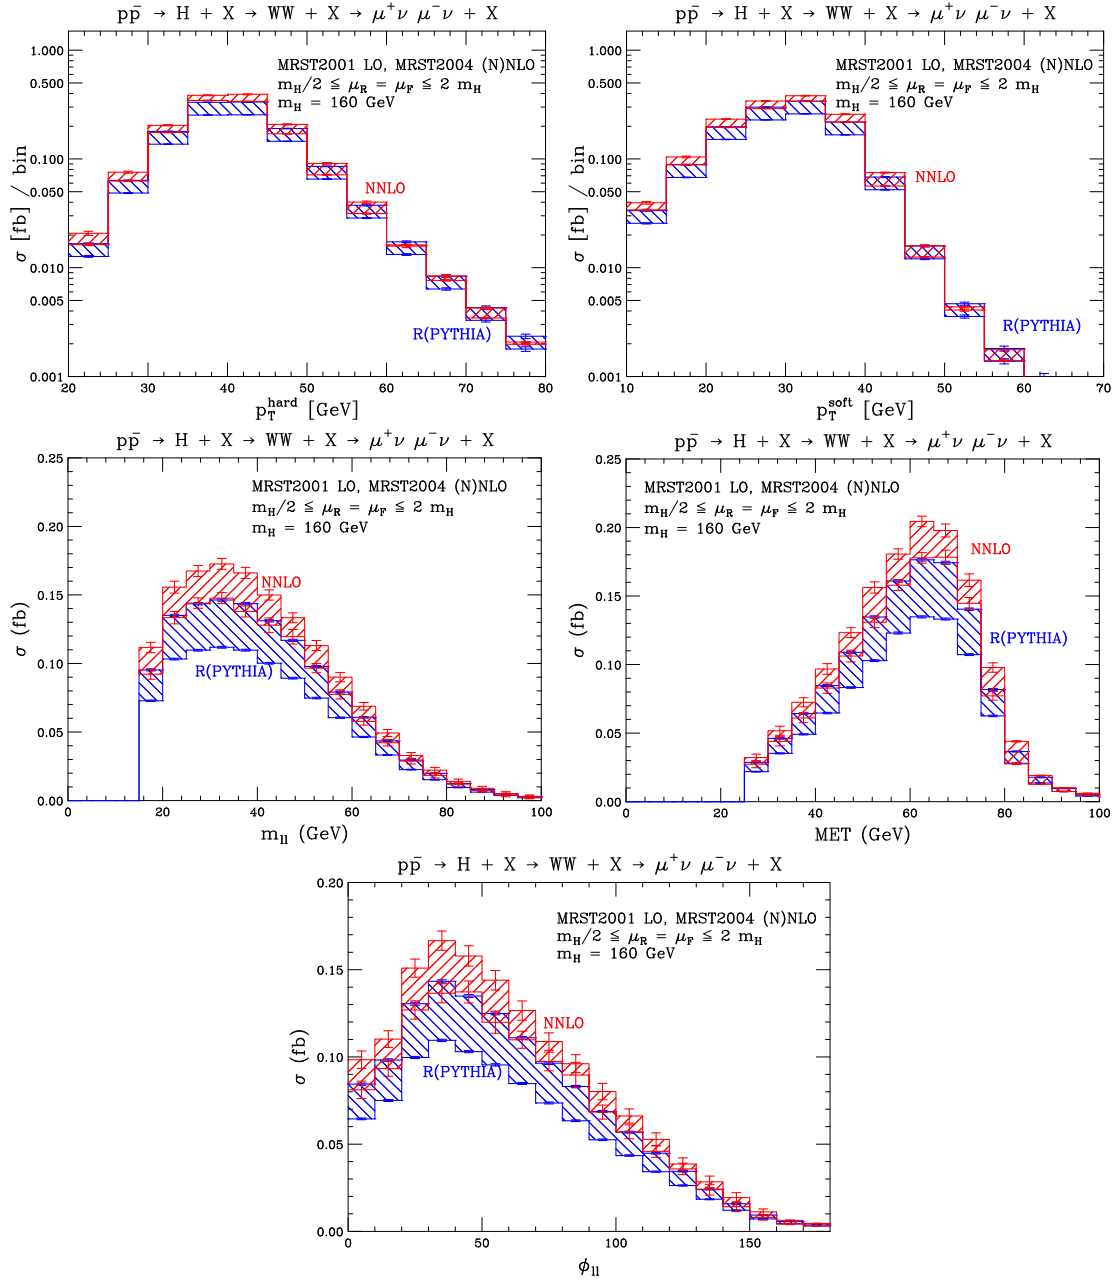 pp̄ → H + X → WW + X → μ⁺ν μ⁻ν + X
MRST2001 LO, MRST2004 (N)NLO
m_H/2 ≦ μ_R = μ_F ≦ 2 m_H
m_H = 160 GeV
σ [fb] / bin
1.000
0.500
0.100
0.050
0.010
0.005
0.001
NNLO
R(PYTHIA)
20 30 40 50 60 70 80
p_T^hard [GeV]
pp̄ → H + X → WW + X → μ⁺ν μ⁻ν + X
MRST2001 LO, MRST2004 (N)NLO
m_H/2 ≦ μ_R = μ_F ≦ 2 m_H
m_H = 160 GeV
σ [fb] / bin
1.000
0.500
0.100
0.050
0.010
0.005
0.001
NNLO
R(PYTHIA)
10 20 30 40 50 60 70
p_T^soft [GeV]
pp̄ → H + X → WW + X → μ⁺ν μ⁻ν + X
MRST2001 LO, MRST2004 (N)NLO
m_H/2 ≦ μ_R = μ_F ≦ 2 m_H
m_H = 160 GeV
σ (fb)
0.25
0.20
0.15
0.10
0.05
0.00
NNLO
R(PYTHIA)
0 20 40 60 80 100
m_ll (GeV)
pp̄ → H + X → WW + X → μ⁺ν μ⁻ν + X
MRST2001 LO, MRST2004 (N)NLO
m_H/2 ≦ μ_R = μ_F ≦ 2 m_H
m_H = 160 GeV
σ (fb)
0.25
0.20
0.15
0.10
0.05
0.00
NNLO
R(PYTHIA)
0 20 40 60 80 100
MET (GeV)
pp̄ → H + X → WW + X → μ⁺ν μ⁻ν + X
MRST2001 LO, MRST2004 (N)NLO
m_H/2 ≦ μ_R = μ_F ≦ 2 m_H
m_H = 160 GeV
σ (fb)
0.20
0.15
0.10
0.05
0.00
NNLO
R(PYTHIA)
0 50 100 150
ϕ_ll